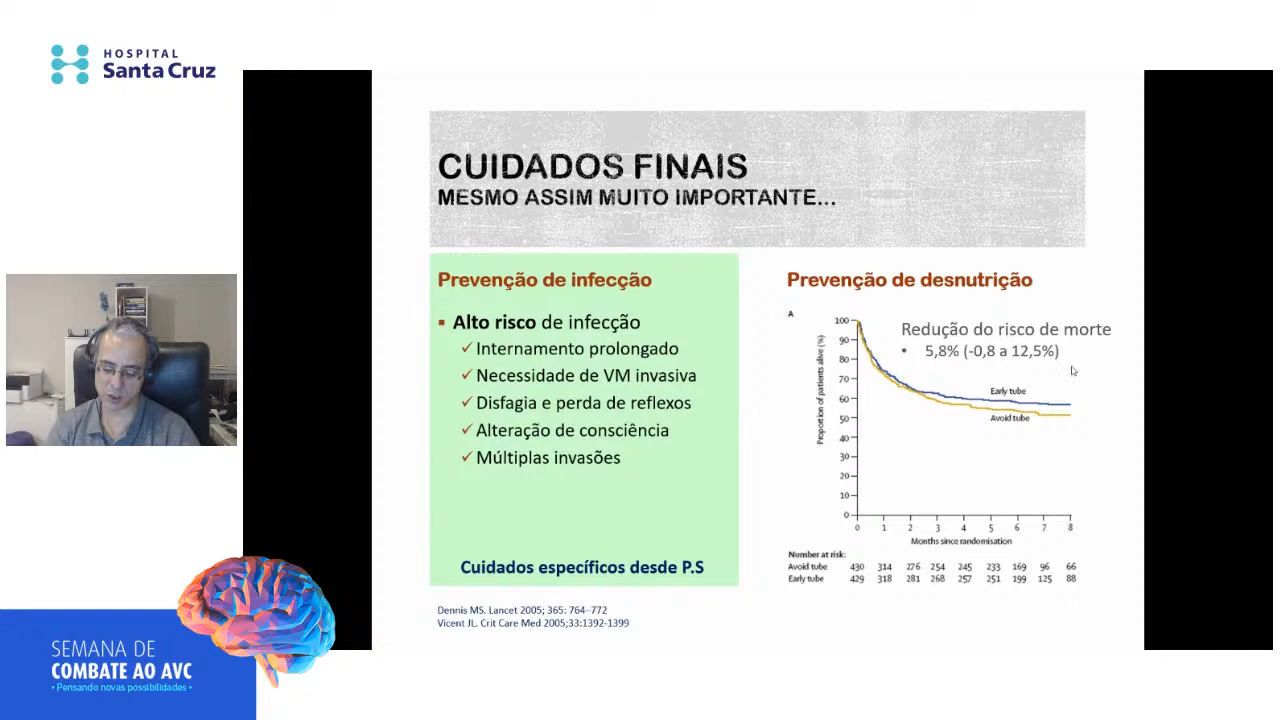 HOSPITAL
Santa Cruz
CUIDADOS FINAIS
MESMO ASSIM MUITO IMPORTANTE...
Prevenção de infecção
▪ Alto risco de infecção
✓ Internamento prolongado
✓ Necessidade de VM invasiva
✓ Disfagia e perda de reflexos
✓ Alteração de consciência
✓ Múltiplas invasões
Cuidados específicos desde P.S
Prevenção de desnutrição
A
Redução do risco de morte
• 5,8% (-0,8 a 12,5%)
Proportion of patients alive (%)
100
90
80
70
60
50
40
30
20
10
0
Early tube
Avoid tube
0 1 2 3 4 5 6 7 8
Months since randomisation
Number at risk:
Avoid tube 430 314 276 254 245 233 169 96 66
Early tube 429 318 281 268 257 251 199 125 88
Dennis MS. Lancet 2005; 365: 764–772
Vicent JL. Crit Care Med 2005;33:1392-1399
SEMANA DE
COMBATE AO AVC
• Pensando novas possibilidades •